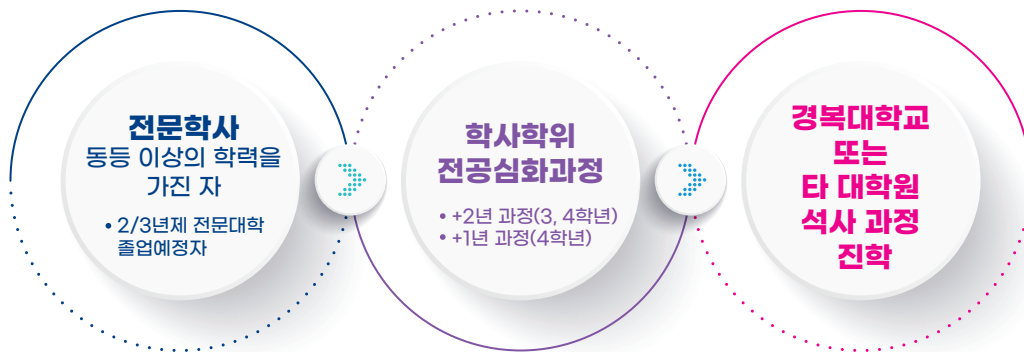 전문학사
동등 이상의 학력을
가진 자
• 2/3년제 전문대학
졸업예정자
학사학위
전공심화과정
• +2년 과정(3, 4학년)
• +1년 과정(4학년)
경복대학교
또는
타 대학원
석사 과정
진학